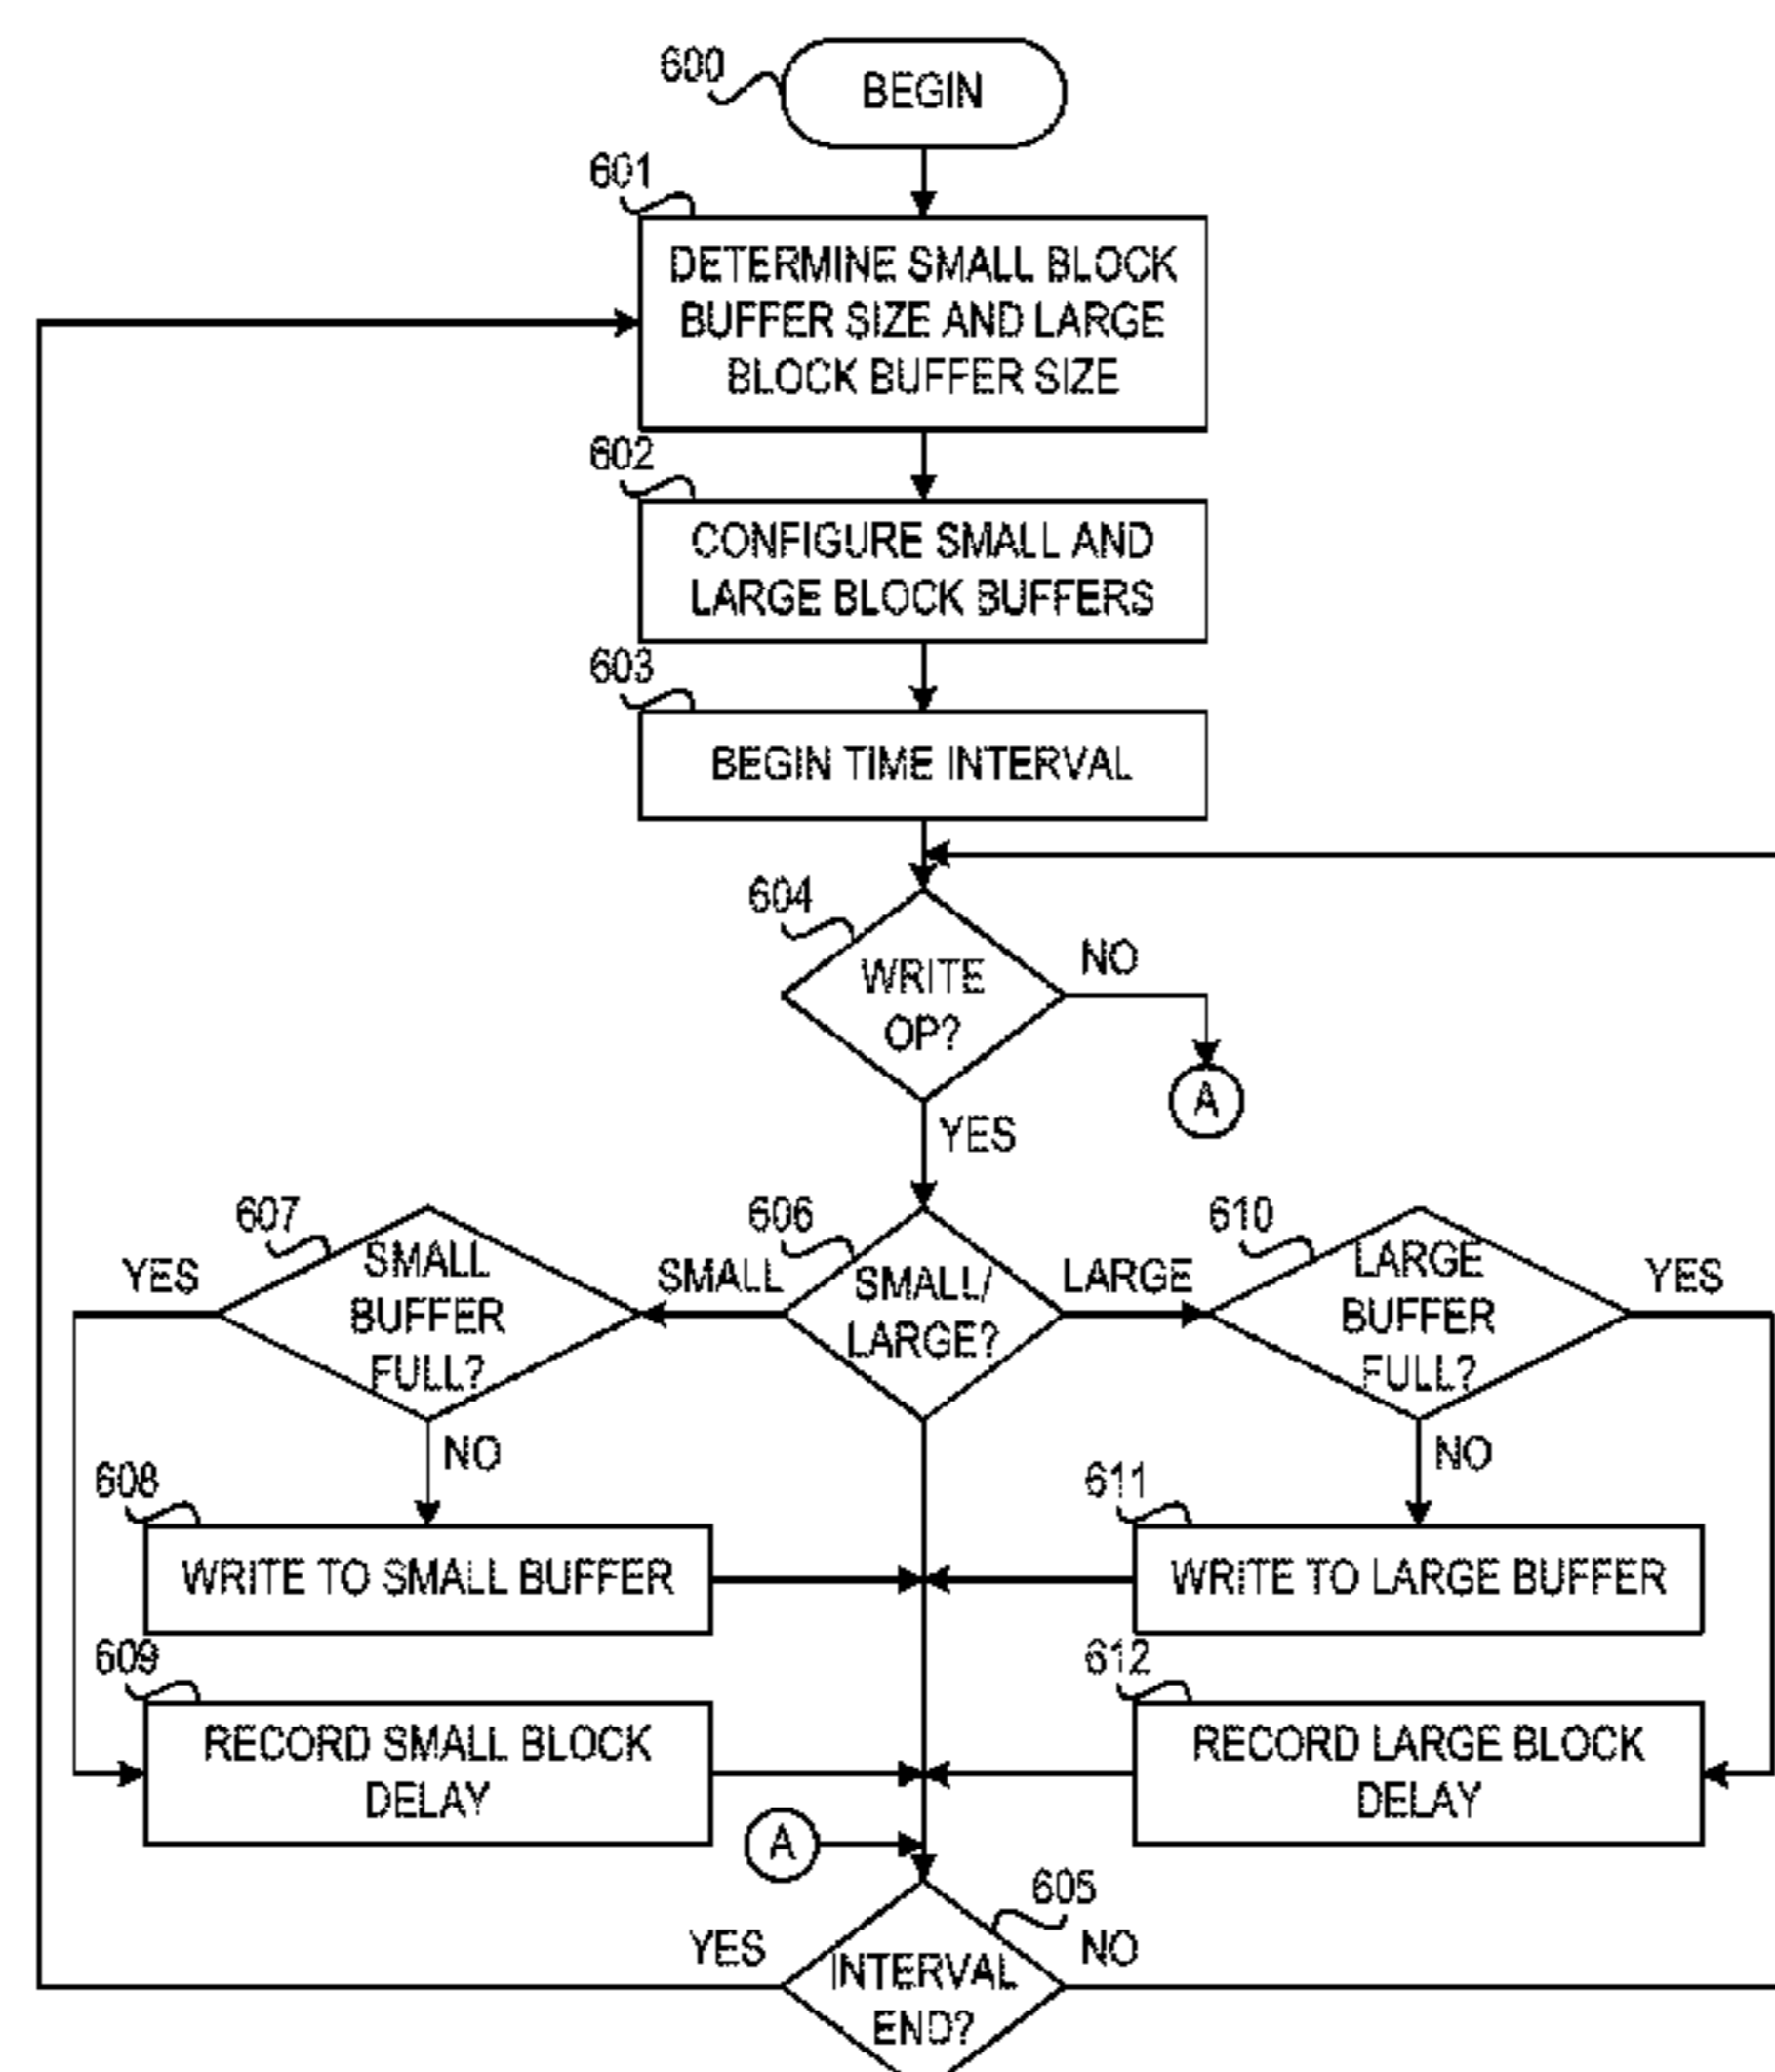 600
BEGIN
601
DETERMINE SMALL BLOCK
BUFFER SIZE AND LARGE
BLOCK BUFFER SIZE
602
CONFIGURE SMALL AND
LARGE BLOCK BUFFERS
603
BEGIN TIME INTERVAL
604
WRITE
OP?
NO
A
YES
607
YES
SMALL
BUFFER
FULL?
NO
606
SMALL
SMALL/
LARGE?
LARGE
610
LARGE
BUFFER
FULL?
YES
NO
608
WRITE TO SMALL BUFFER
611
WRITE TO LARGE BUFFER
609
RECORD SMALL BLOCK
DELAY
612
RECORD LARGE BLOCK
DELAY
A
605
YES
INTERVAL
END?
NO